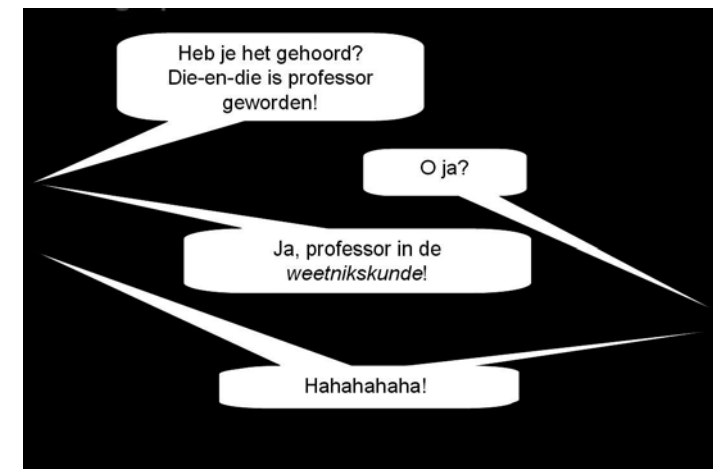 Heb je het gehoord?
Die-en-die is professor
geworden!
O ja?
Ja, professor in de
weetnikskunde!
Hahahahaha!